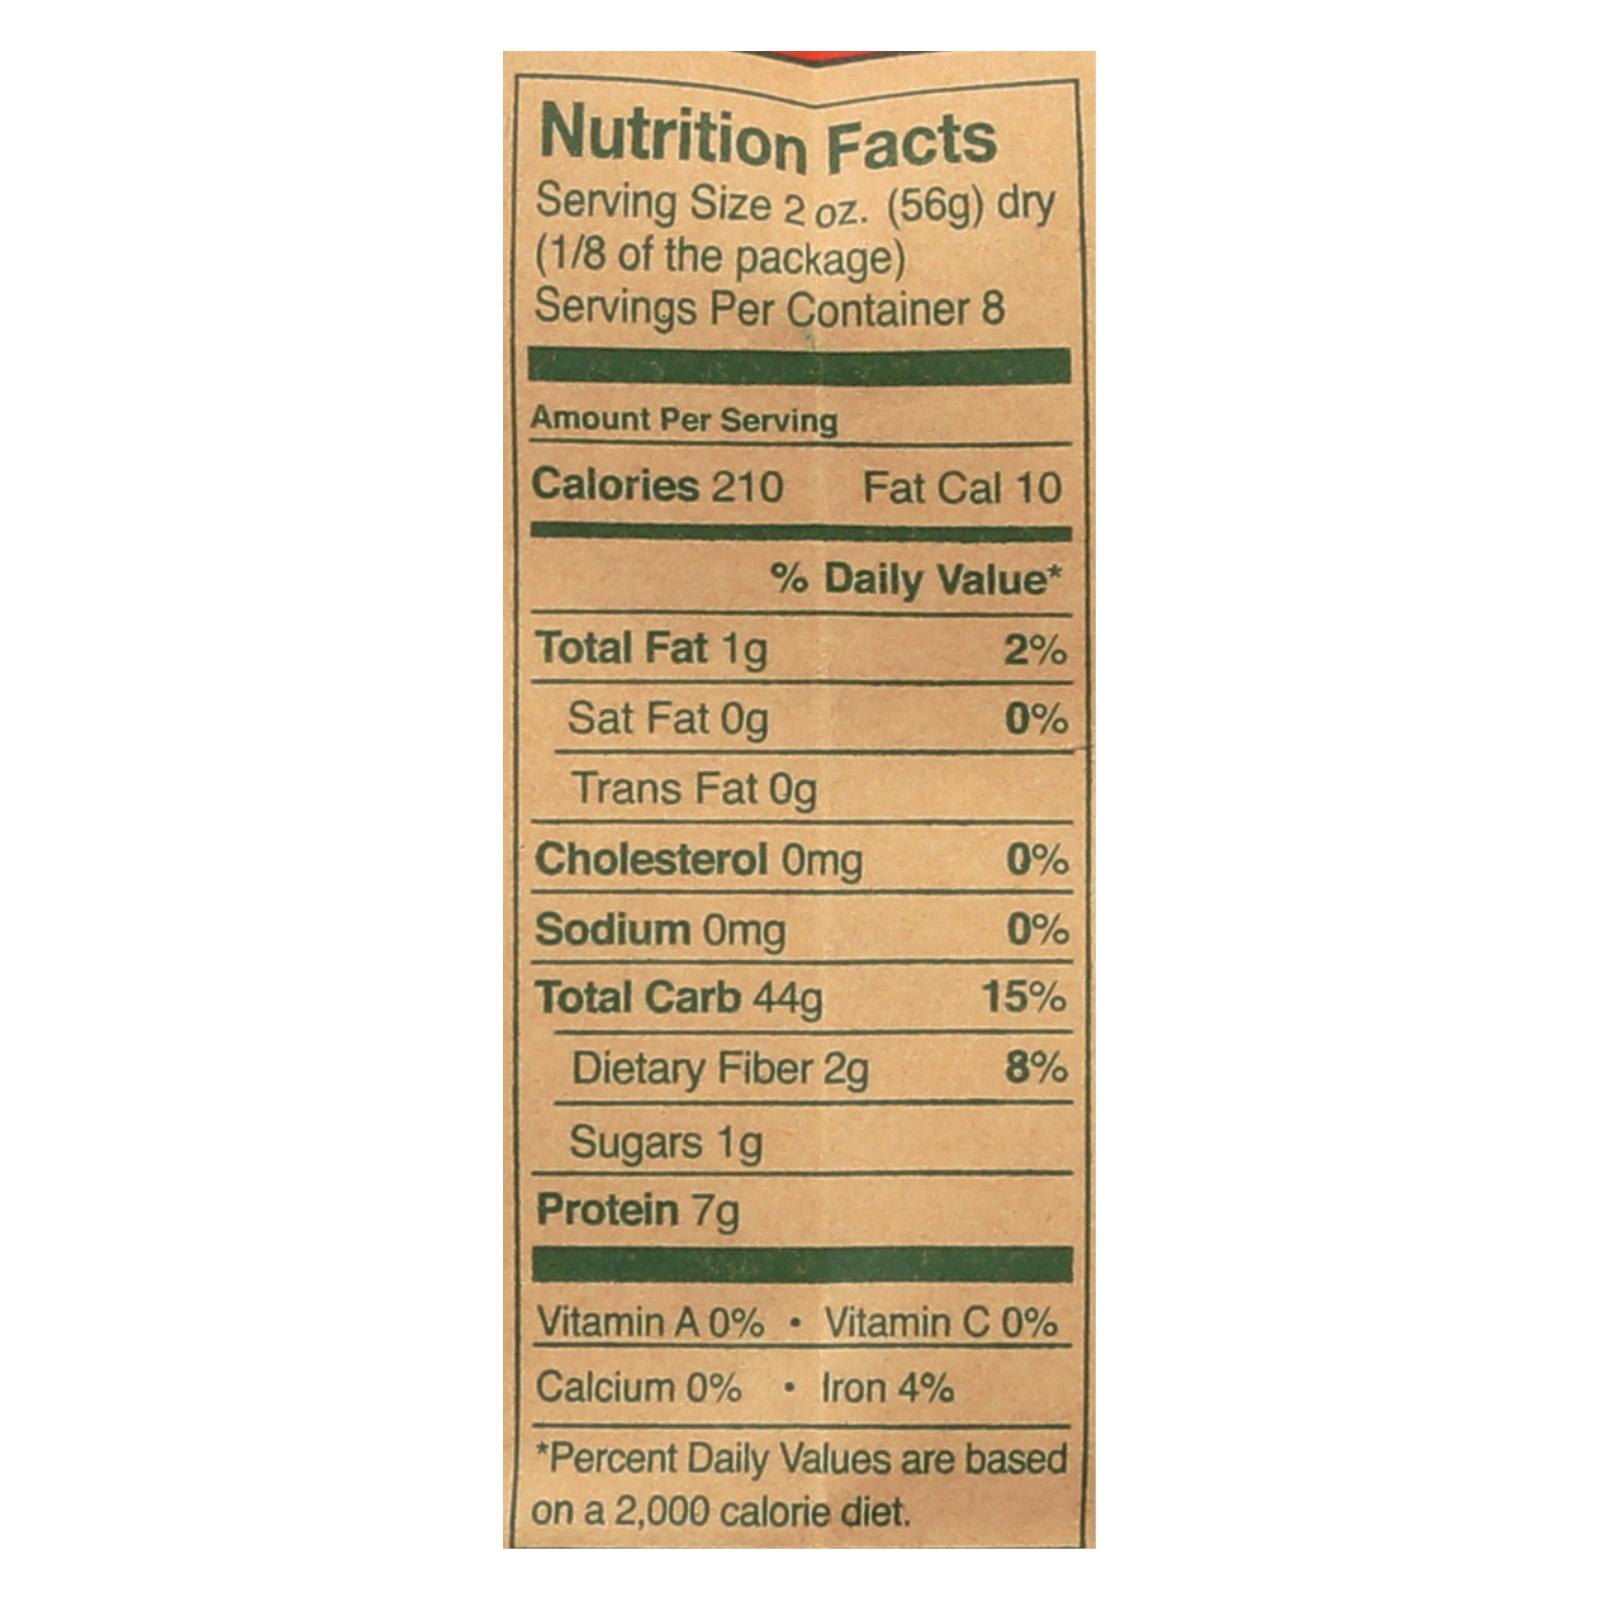 Nutrition Facts
Serving Size 2 oz. (56g) dry
(1/8 of the package)
Servings Per Container 8
Amount Per Serving
Calories 210 Fat Cal 10
% Daily Value*
Total Fat 1g 2%
Sat Fat 0g 0%
Trans Fat 0g
Cholesterol 0mg 0%
Sodium 0mg 0%
Total Carb 44g 15%
Dietary Fiber 2g 8%
Sugars 1g
Protein 7g
Vitamin A 0% • Vitamin C 0%
Calcium 0% • Iron 4%
*Percent Daily Values are based
on a 2,000 calorie diet.